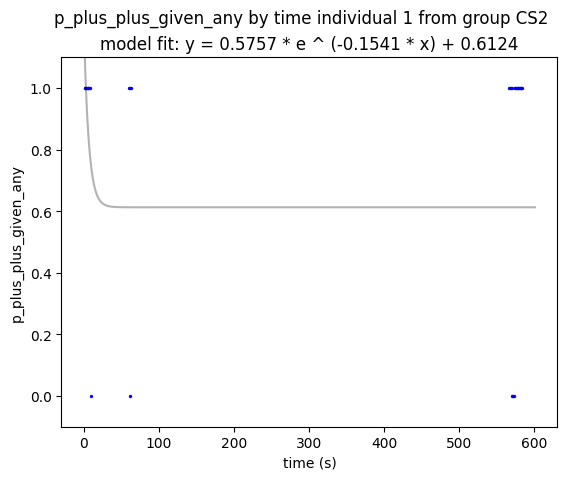 p_plus_plus_given_any by time individual 1 from group CS2
model fit: y = 0.5757 * e ^ (-0.1541 * x) + 0.6124
1.0
0.8
0.6
0.4
0.2
0.0
p_plus_plus_given_any
0 100 200 300 400 500 600
time (s)